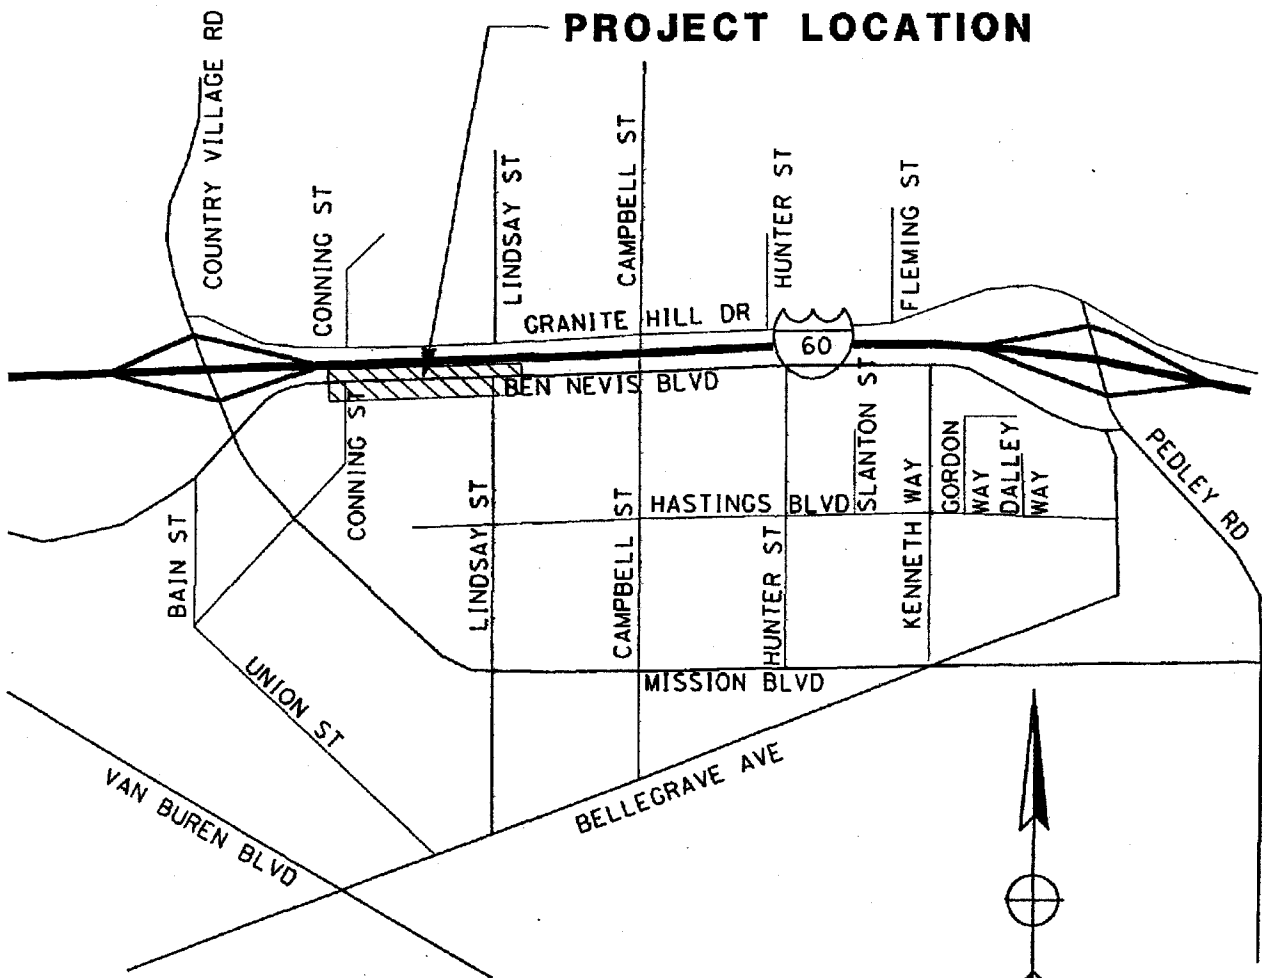 PROJECT LOCATION
COUNTRY VILLAGE RD
CONNING ST
LINDSAY ST
CAMPBELL ST
HUNTER ST
FLEMING ST
GRANITE HILL DR
60
BEN NEVIS BLVD
CONNING ST
SLANTON ST
PEDLEY RD
BAIN ST
LINDSAY ST
CAMPBELL ST
HASTINGS BLVD
HUNTER ST
KENNETH WAY
GORDON
WAY
DALLEY
WAY
UNION ST
MISSION BLVD
BELLEGRAVE AVE
VAN BUREN BLVD